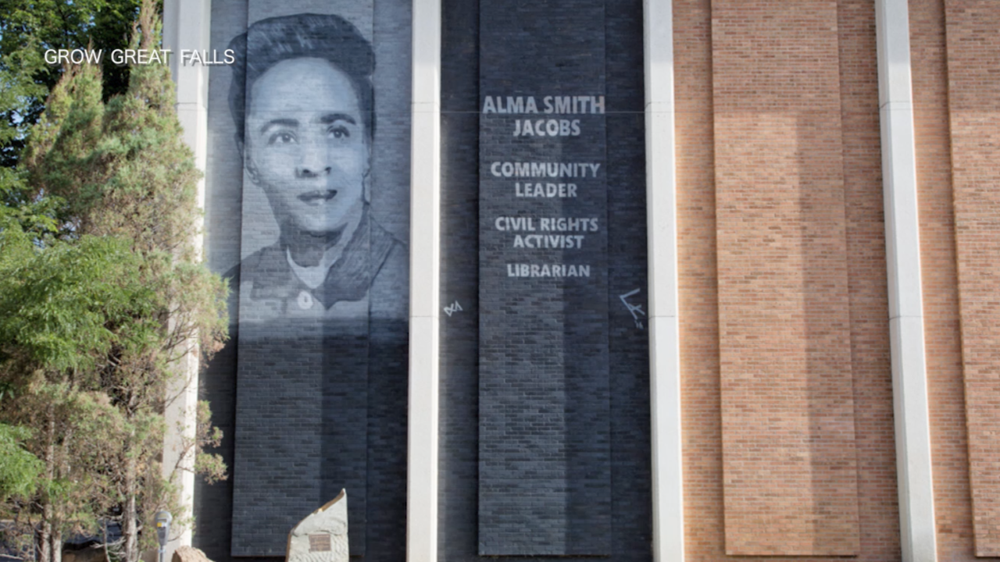 GROW GREAT FALLS
ALMA SMITH
JACOBS
COMMUNITY
LEADER
CIVIL RIGHTS
ACTIVIST
LIBRARIAN